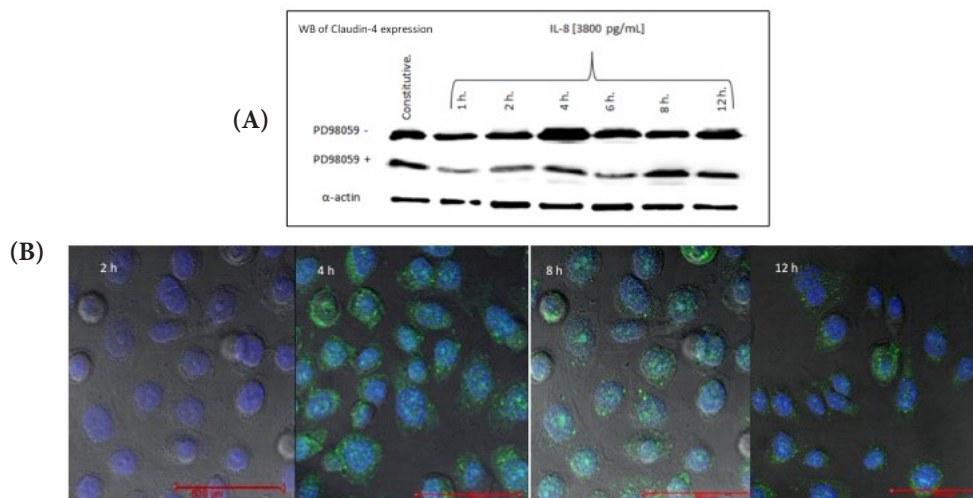 WB of Claudin-4 expression
IL-8 [3800 pg/mL]
Constitutive.
1 h.
2 h.
4 h.
6 h.
8 h.
12 h.
(A)
PD98059 -
PD98059 +
α-actin
(B)
2 h
4 h
8 h
12 h